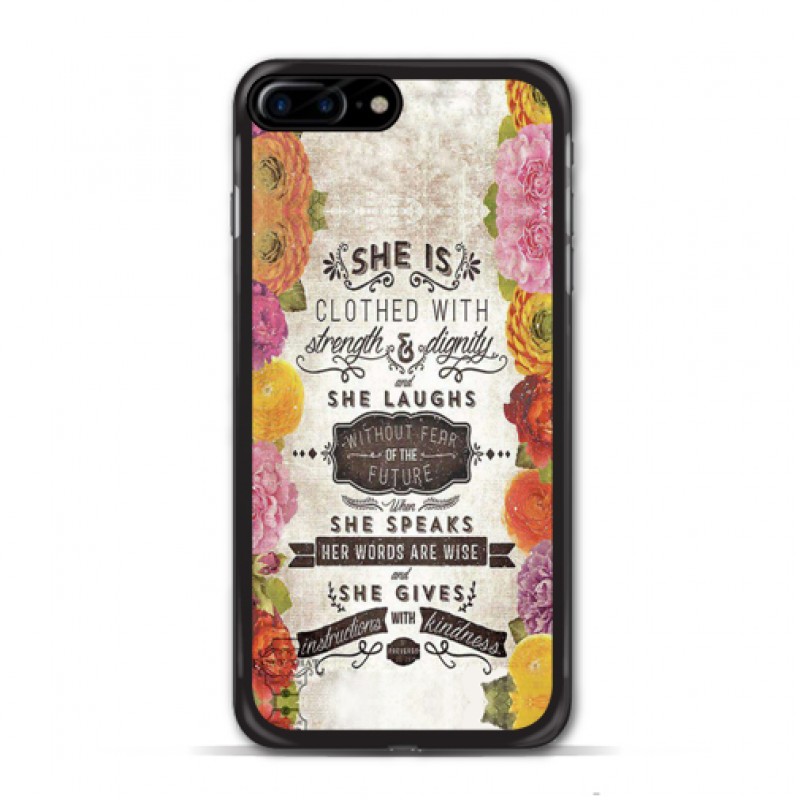 SHE IS
CLOTHED WITH
strength & dignity
and
SHE LAUGHS
WITHOUT FEAR
OF THE
FUTURE
When
SHE SPEAKS
HER WORDS ARE WISE
and
SHE GIVES
instructions WITH kindness
PROVERBS